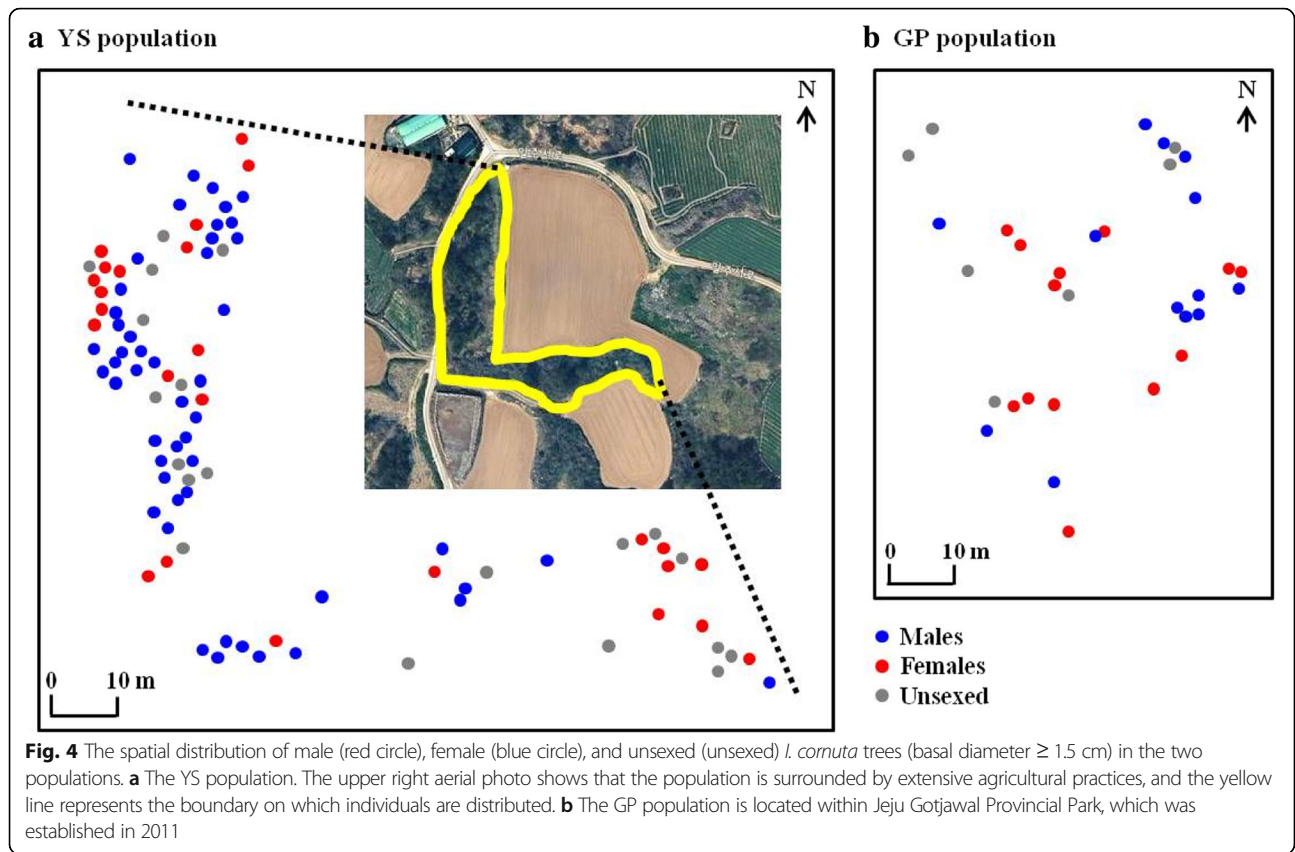 a YS population
b GP population
N
N
0 10 m
0 10 m
Males
Females
Unsexed
Fig. 4 The spatial distribution of male (red circle), female (blue circle), and unsexed (unsexed) I. cornuta trees (basal diameter ≥ 1.5 cm) in the two
populations. a The YS population. The upper right aerial photo shows that the population is surrounded by extensive agricultural practices, and the yellow
line represents the boundary on which individuals are distributed. b The GP population is located within Jeju Gotjawal Provincial Park, which was
established in 2011